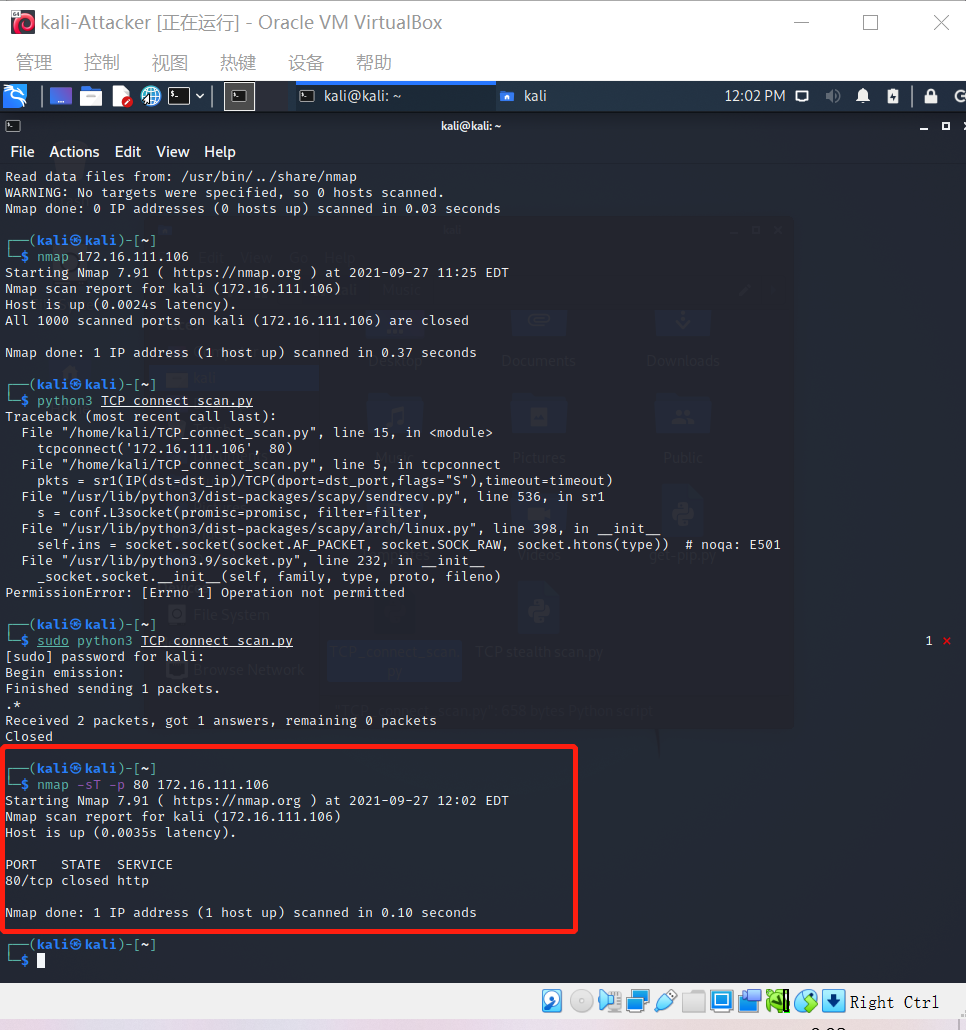 kali-Attacker [正在运行] - Oracle VM VirtualBox
管理 控制 视图 热键 设备 帮助
kali@kali: ~ kali 12:02 PM
kali@kali: ~
File Actions Edit View Help
Read data files from: /usr/bin/../share/nmap
WARNING: No targets were specified, so 0 hosts scanned.
Nmap done: 0 IP addresses (0 hosts up) scanned in 0.03 seconds
┌──(kali㉿kali)-[~]
└─$ nmap 172.16.111.106
Starting Nmap 7.91 ( https://nmap.org ) at 2021-09-27 11:25 EDT
Nmap scan report for kali (172.16.111.106)
Host is up (0.0024s latency).
All 1000 scanned ports on kali (172.16.111.106) are closed
Nmap done: 1 IP address (1 host up) scanned in 0.37 seconds
┌──(kali㉿kali)-[~]
└─$ python3 TCP_connect_scan.py
Traceback (most recent call last):
File "/home/kali/TCP_connect_scan.py", line 15, in <module>
tcpconnect('172.16.111.106', 80)
File "/home/kali/TCP_connect_scan.py", line 5, in tcpconnect
pkts = sr1(IP(dst=dst_ip)/TCP(dport=dst_port,flags="S"),timeout=timeout)
File "/usr/lib/python3/dist-packages/scapy/sendrecv.py", line 536, in sr1
s = conf.L3socket(promisc=promisc, filter=filter,
File "/usr/lib/python3/dist-packages/scapy/arch/linux.py", line 398, in __init__
self.ins = socket.socket(socket.AF_PACKET, socket.SOCK_RAW, socket.htons(type)) # noqa: E501
File "/usr/lib/python3.9/socket.py", line 232, in __init__
_socket.socket.__init__(self, family, type, proto, fileno)
PermissionError: [Errno 1] Operation not permitted
┌──(kali㉿kali)-[~]
└─$ sudo python3 TCP_connect_scan.py 1 ⨯
[sudo] password for kali:
Begin emission:
Finished sending 1 packets.
.*
Received 2 packets, got 1 answers, remaining 0 packets
Closed
┌──(kali㉿kali)-[~]
└─$ nmap -sT -p 80 172.16.111.106
Starting Nmap 7.91 ( https://nmap.org ) at 2021-09-27 12:02 EDT
Nmap scan report for kali (172.16.111.106)
Host is up (0.0035s latency).
PORT STATE SERVICE
80/tcp closed http
Nmap done: 1 IP address (1 host up) scanned in 0.10 seconds
┌──(kali㉿kali)-[~]
└─$
Documents Downloads
Pictures Public
File System
TCP_connect_scan.py TCP stealth scan.py
Browse Network
Right Ctrl